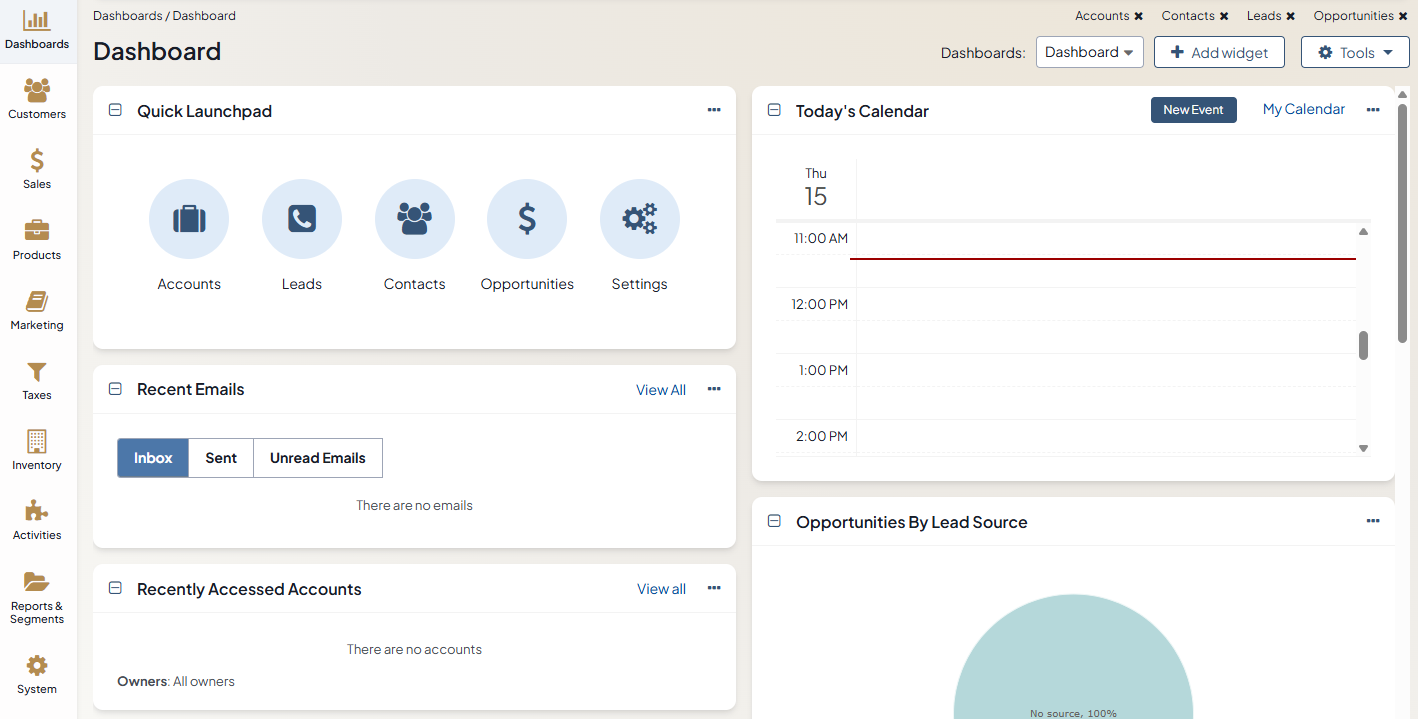 Dashboards
Customers
Sales
Products
Marketing
Taxes
Inventory
Activities
Reports &
Segments
System
Dashboards / Dashboard
Accounts ✖ Contacts ✖ Leads ✖ Opportunities ✖
Dashboard
Dashboards: Dashboard Add widget Tools
Quick Launchpad
Accounts Leads Contacts Opportunities Settings
Recent Emails View All
Inbox Sent Unread Emails
There are no emails
Recently Accessed Accounts View all
There are no accounts
Owners: All owners
Today's Calendar New Event My Calendar
Thu
15
11:00 AM
12:00 PM
1:00 PM
2:00 PM
Opportunities By Lead Source
No source, 100%